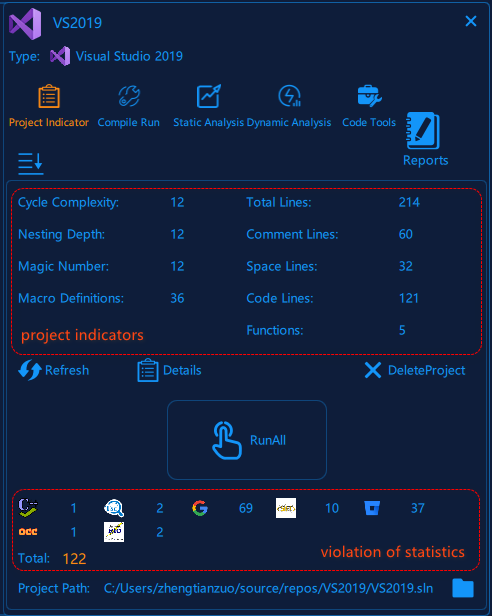 VS2019
Type: Visual Studio 2019
Project Indicator Compile Run Static Analysis Dynamic Analysis Code Tools Reports
Cycle Complexity: 12 Total Lines: 214
Nesting Depth: 12 Comment Lines: 60
Magic Number: 12 Space Lines: 32
Macro Definitions: 36 Code Lines: 121
project indicators Functions: 5
Refresh Details DeleteProject
RunAll
1 2 69 10 37
occ 1 2
Total: 122 violation of statistics
Project Path: C:/Users/zhengtianzuo/source/repos/VS2019/VS2019.sln